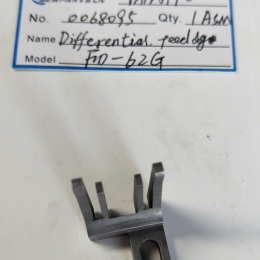 No. 0068095 Qty. 1 Asm
Name Differential feed dog
Model FD-62G